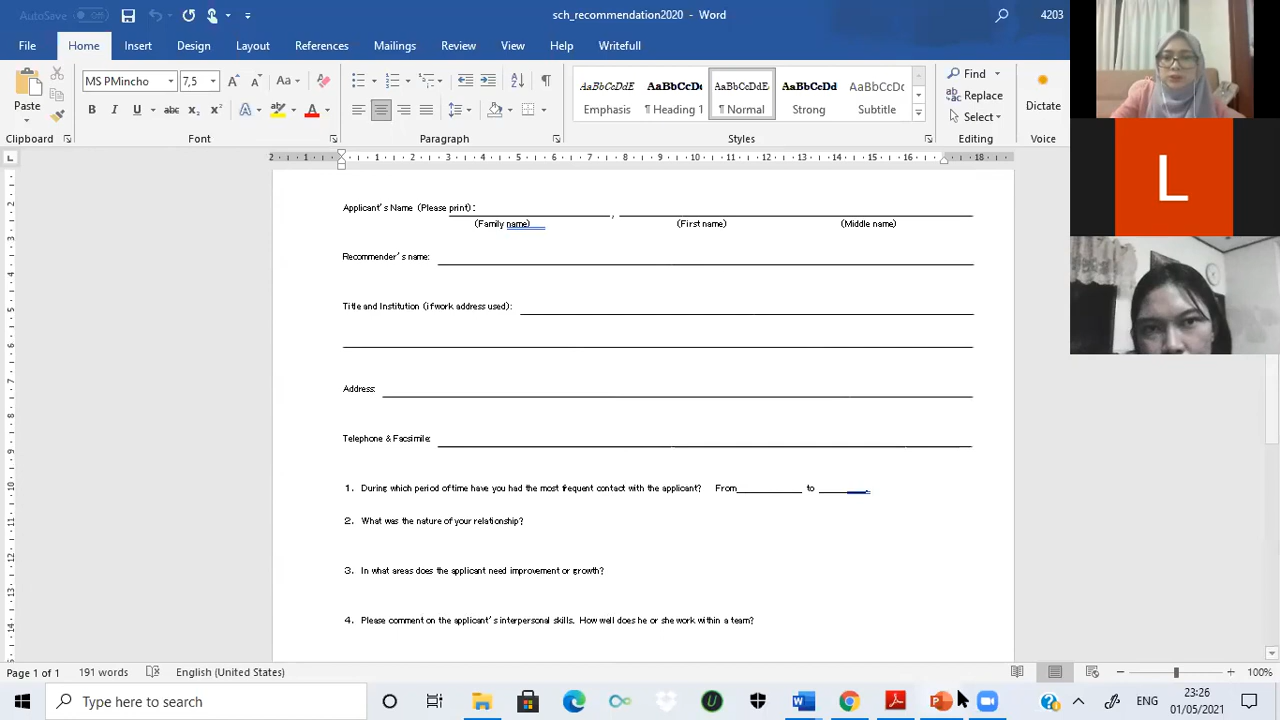 AutoSave
Off
sch_recommendation2020 - Word
4203
File
Home
Insert
Design
Layout
References
Mailings
Review
View
Help
Writefull
Paste
Clipboard
MS PMincho
7,5
Font
Paragraph
AaBbCcDdE
Emphasis
AaBbCcDc
¶ Heading 1
AaBbCcDdE
¶ Normal
AaBbCcDd
Strong
AaBbCcDd
Subtitle
Styles
Find
Replace
Select
Editing
Dictate
Voice
L
Applicant's Name (Please print):
(Family name)
(First name)
(Middle name)
Recommender's name:
Title and Institution (if work address used):
Address:
Telephone & Facsimile:
1. During which period of time have you had the most frequent contact with the applicant? From__________ to ________.
2. What was the nature of your relationship?
3. In what areas does the applicant need improvement or growth?
4. Please comment on the applicant's interpersonal skills. How well does he or she work within a team?
Page 1 of 1
191 words
English (United States)
100%
Type here to search
ENG
23:26
01/05/2021